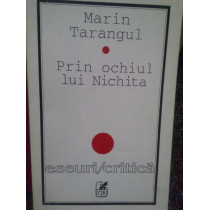 Marin
Tarangul
Prin ochiul
lui Nichita
eseuri/critică